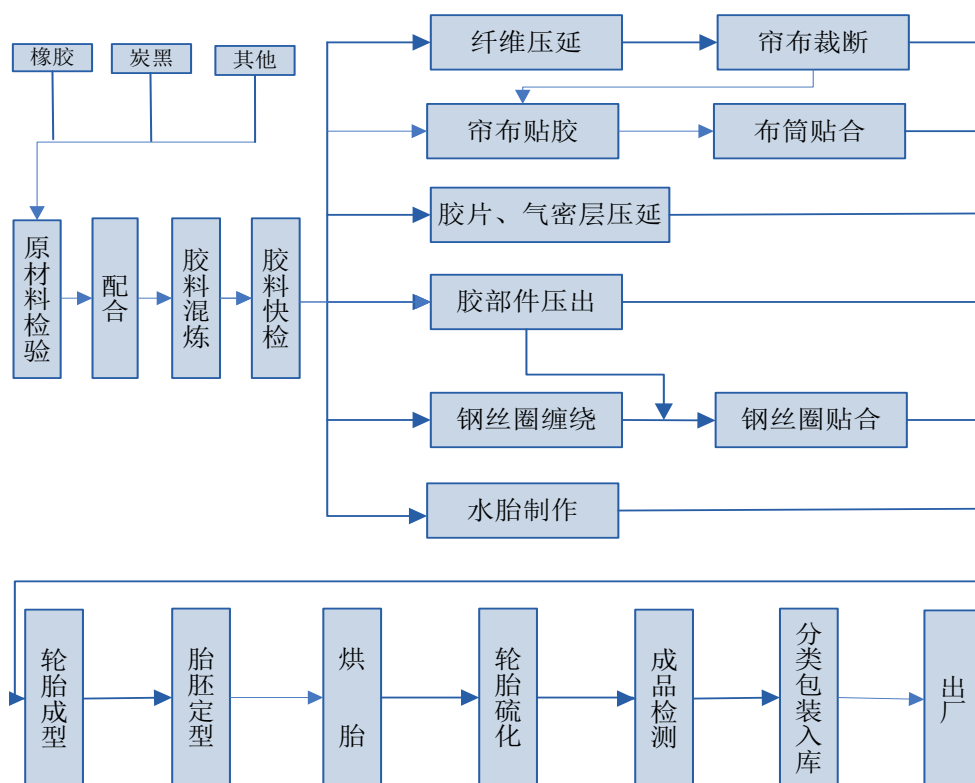 橡胶
炭黑
其他
原材料检验
配合
胶料混炼
胶料快检
纤维压延
帘布裁断
帘布贴胶
布筒贴合
胶片、气密层压延
胶部件压出
钢丝圈缠绕
钢丝圈贴合
水胎制作
轮胎成型
胎胚定型
烘胎
轮胎硫化
成品检测
分类包装入库
出厂